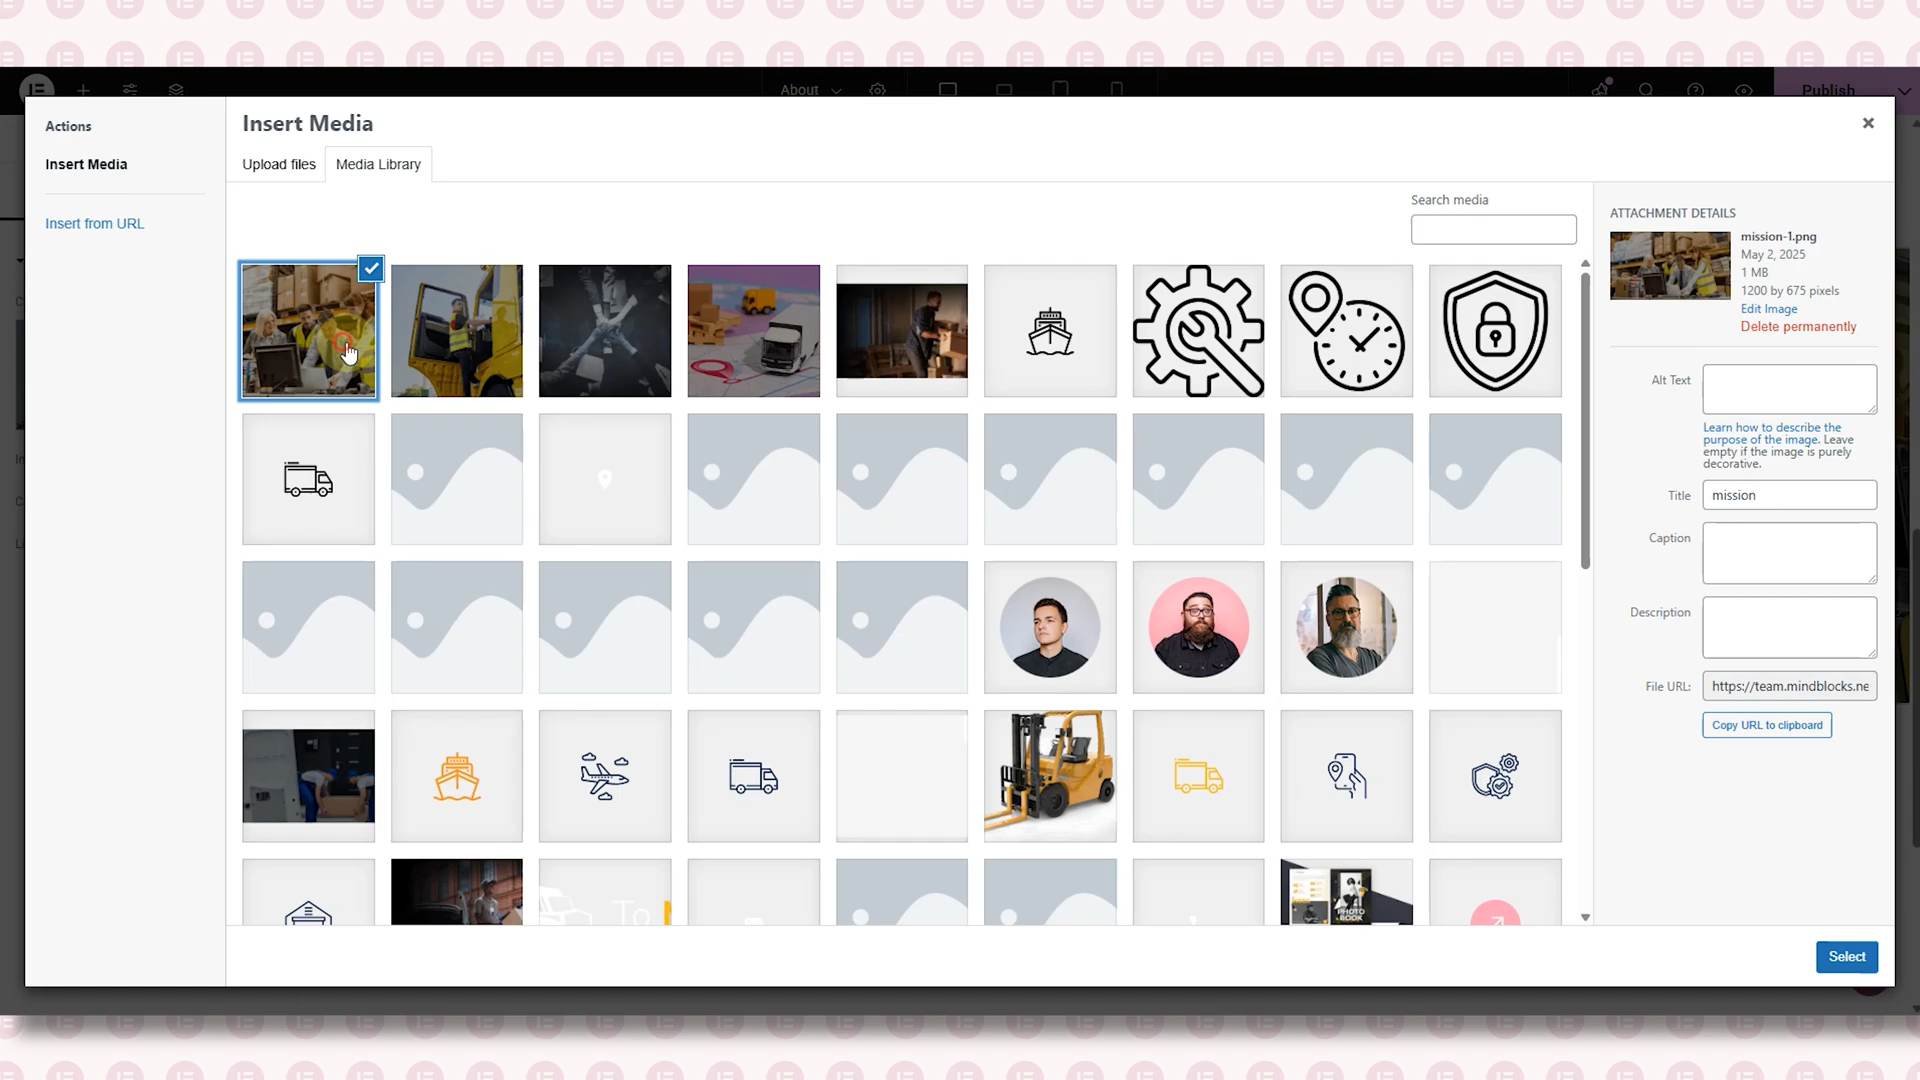 About
Publish
Actions
Insert Media
Insert from URL
Insert Media
Upload files
Media Library
Search media
ATTACHMENT DETAILS
mission-1.png
May 2, 2025
1 MB
1200 by 675 pixels
Edit Image
Delete permanently
Alt Text
Learn how to describe the
purpose of the image. Leave
empty if the image is purely
decorative.
Title
mission
Caption
Description
File URL:
https://team.mindblocks.ne
Copy URL to clipboard
To
PHOTO
BOOK
Select